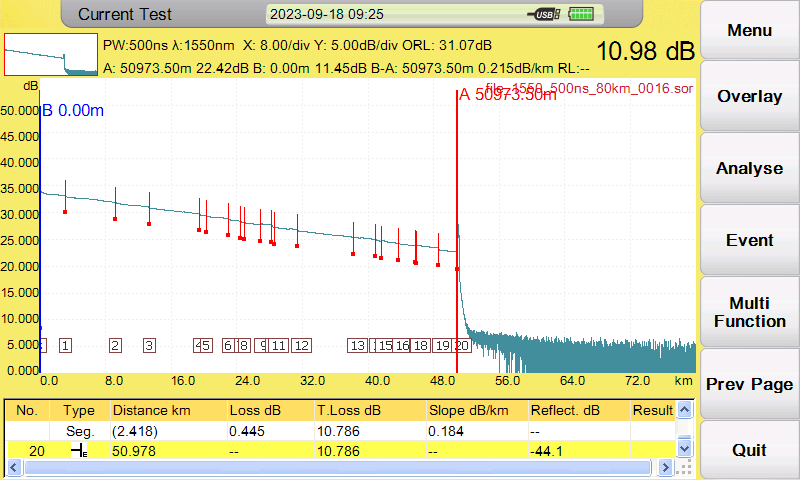 Current Test
2023-09-18 09:25
USB
PW:500ns λ:1550nm X: 8.00/div Y: 5.00dB/div ORL: 31.07dB
10.98 dB
A: 50973.50m 22.42dB B: 0.00m 11.45dB B-A: 50973.50m 0.215dB/km RL:--
dB
file_1550_500ns_80km_0016.sor
A 50973.50m
B 0.00m
50.000
45.000
40.000
35.000
30.000
25.000
20.000
15.000
10.000
5.000
0.000
1 2 3 4 5 6 8 9 11 12 13 15 16 18 19 20
0.0 8.0 16.0 24.0 32.0 40.0 48.0 56.0 64.0 72.0 km
No. Type Distance km Loss dB T.Loss dB Slope dB/km Reflect. dB Result
Seg. (2.418) 0.445 10.786 0.184 --
20 E 50.978 -- 10.786 -- -44.1
Menu
Overlay
Analyse
Event
Multi
Function
Prev Page
Quit